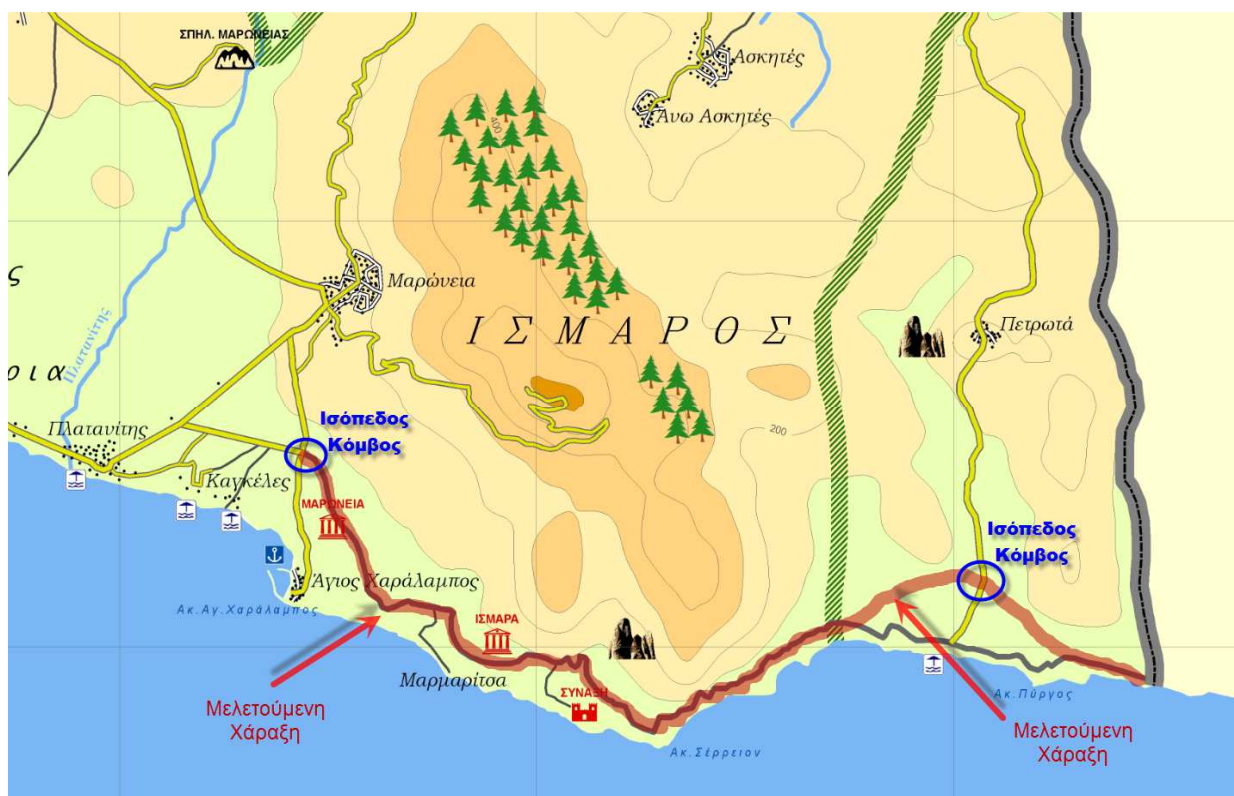 ΣΠΗΛ. ΜΑΡΩΝΕΙΑΣ
Ασκητές
Άνω Ασκητές
400
Μαρώνεια
ς
Πλατανίτης
ΙΣΜΑΡΟΣ
Πετρωτά
οια
200
Ισόπεδος
Κόμβος
Πλατανίτης
Καγκέλες
ΜΑΡΩΝΕΙΑ
Ισόπεδος
Κόμβος
Άγιος Χαράλαμπος
Ακ.Αγ.Χαράλαμπος
ΙΣΜΑΡΑ
Μαρμαρίτσα
ΣΥΝΑΞΗ
Ακ.Πύργος
Μελετούμενη
Χάραξη
Ακ.Σέρρειον
Μελετούμενη
Χάραξη